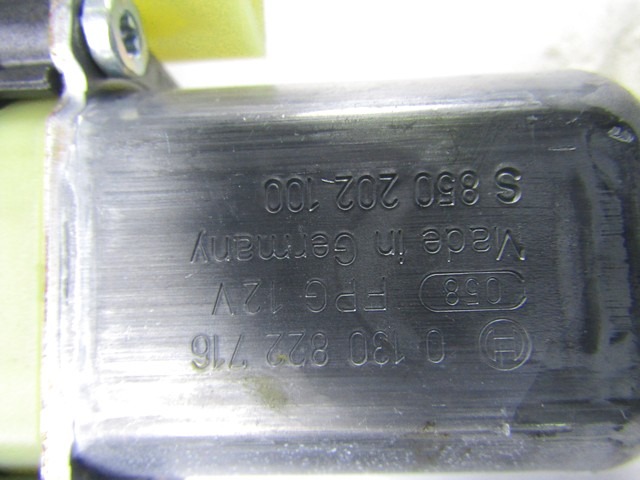 0 130 822 716
058 FPG 12V
Made in Germany
S 850 202 100